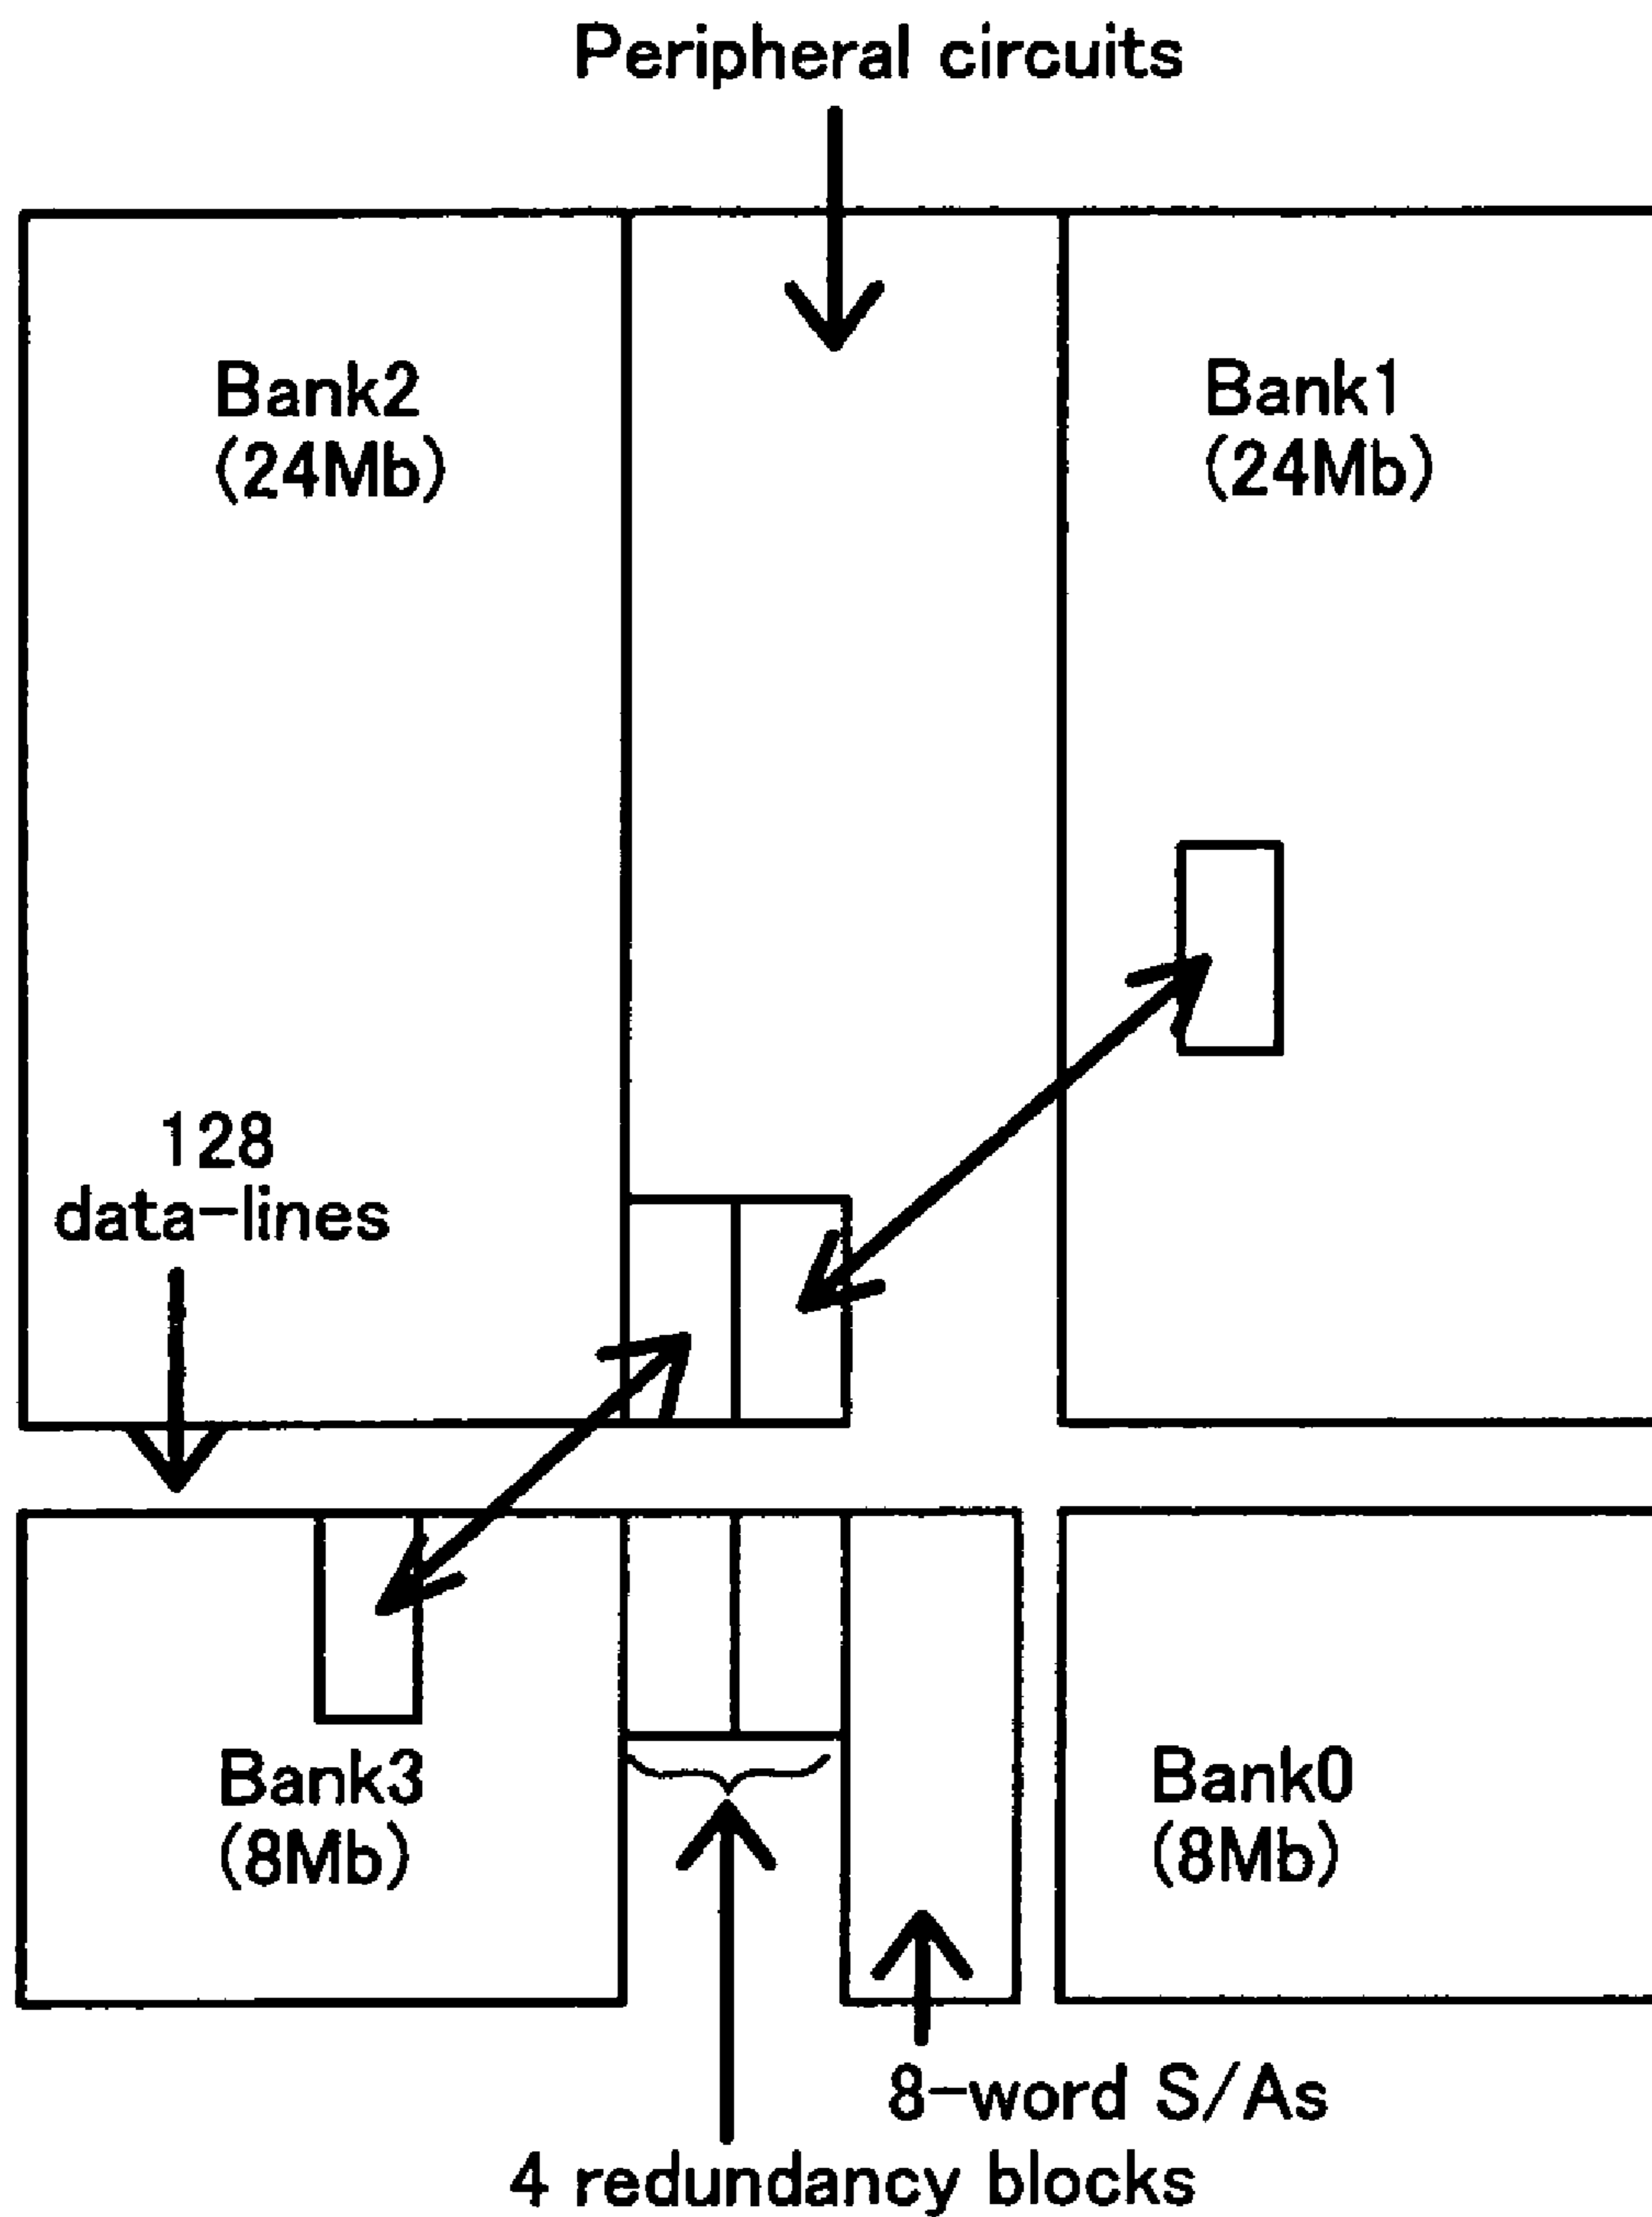 Peripheral circuits
Bank2
(24Mb)
Bank1
(24Mb)
128
data-lines
Bank3
(8Mb)
Bank0
(8Mb)
8-word S/As
4 redundancy blocks